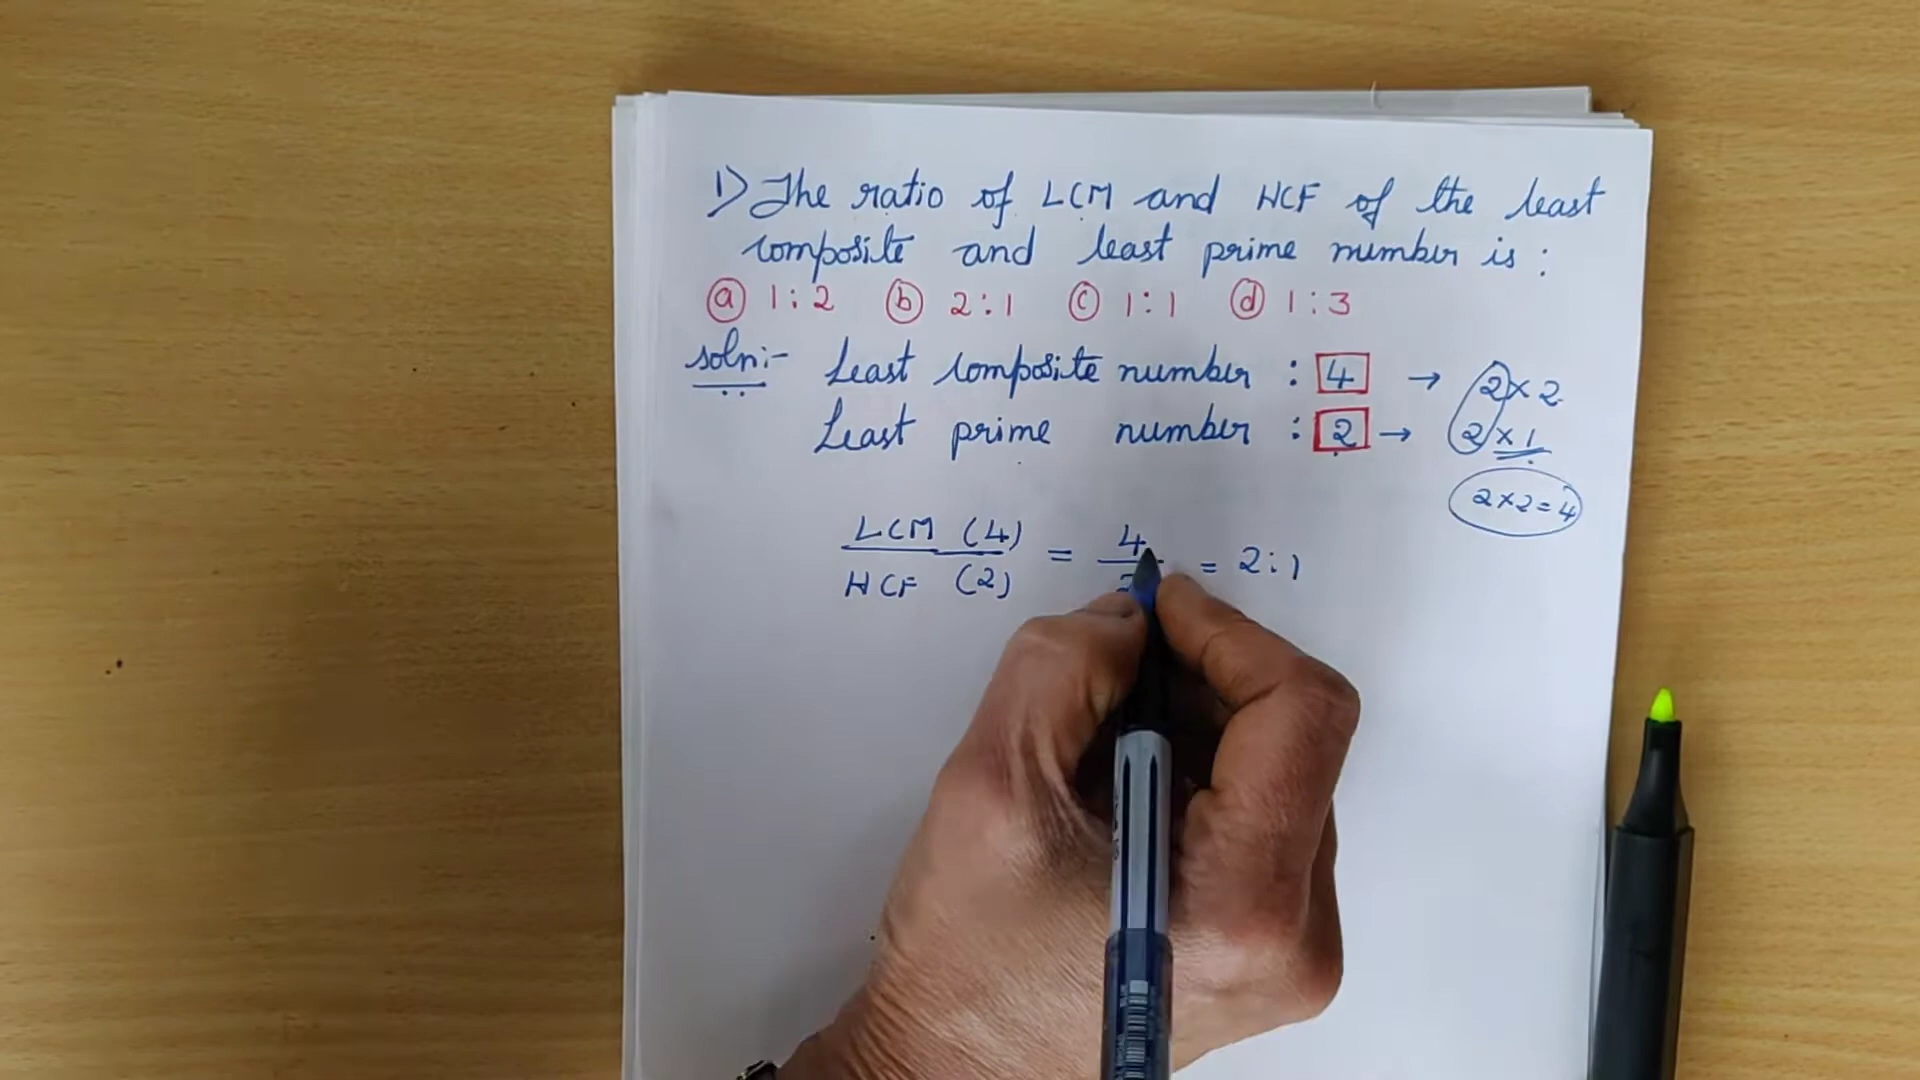 1) The ratio of LCM and HCF of the least
composite and least prime number is :
(a) 1 : 2 (b) 2 : 1 (c) 1 : 1 (d) 1 : 3
soln:- Least composite number : 4 → 2 × 2
Least prime number : 2 → 2 × 1
2 × 2 = 4
LCM (4) / HCF (2) = 4 / 2 = 2 : 1